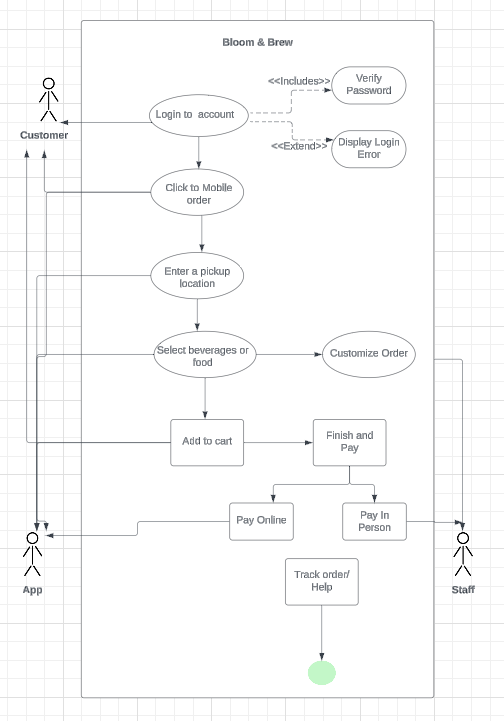 Bloom & Brew
Verify
Password
<<Includes>>
Login to account
Customer
<<Extend>>
Display Login
Error
Click to Mobile
order
Enter a pickup
location
Select beverages or
food
Customize Order
Add to cart
Finish and
Pay
Pay Online
Pay In
Person
Track order/
Help
App
Staff